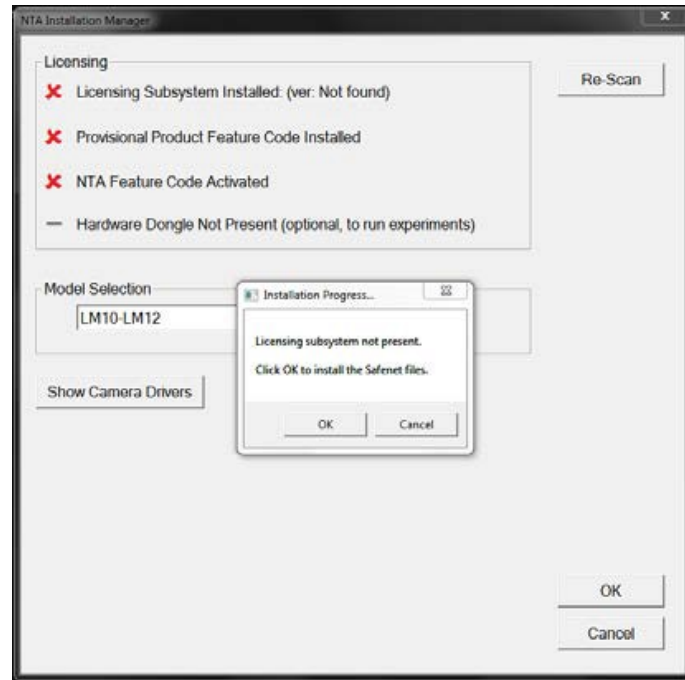 NTA Installation Manager
X
Licensing
Re-Scan
Licensing Subsystem Installed: (ver: Not found)
Provisional Product Feature Code Installed
NTA Feature Code Activated
Hardware Dongle Not Present (optional, to run experiments)
Model Selection
LM10-LM12
Installation Progress...
Licensing subsystem not present.
Click OK to install the Safenet files.
Show Camera Drivers
OK Cancel
OK
Cancel